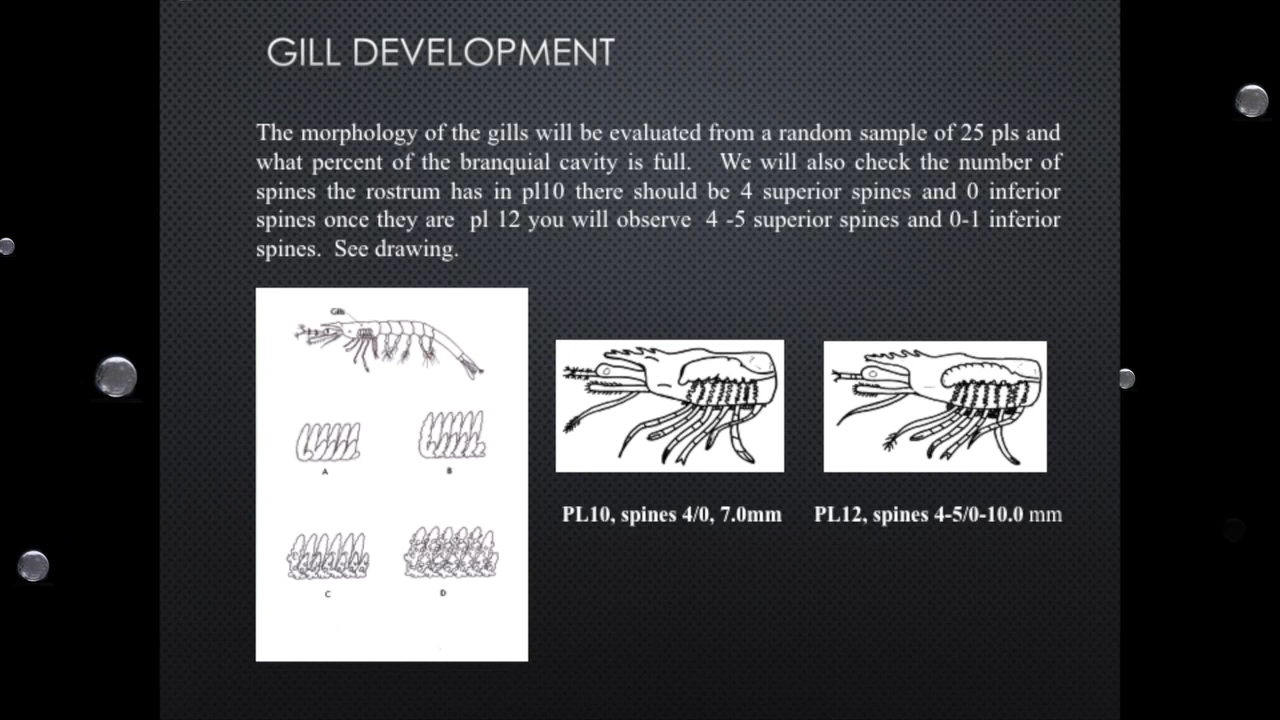 GILL DEVELOPMENT
The morphology of the gills will be evaluated from a random sample of 25 pls and
what percent of the branquial cavity is full. We will also check the number of
spines the rostrum has in pl10 there should be 4 superior spines and 0 inferior
spines once they are pl 12 you will observe 4 -5 superior spines and 0-1 inferior
spines. See drawing.
Gills
A
B
C
D
PL10, spines 4/0, 7.0mm
PL12, spines 4-5/0-10.0 mm